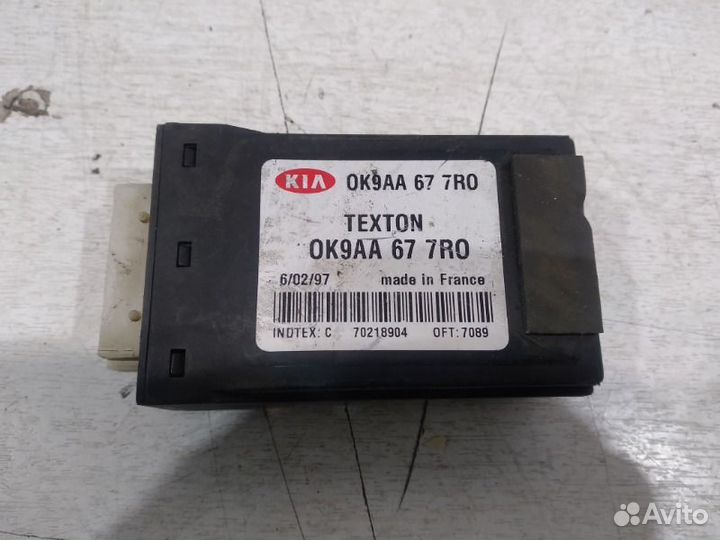 KIA OK9AA 67 7RO
TEXTON
OK9AA 67 7RO
6/02/97 made in France
INDTEX: C 70218904 OFT: 7089
Avito